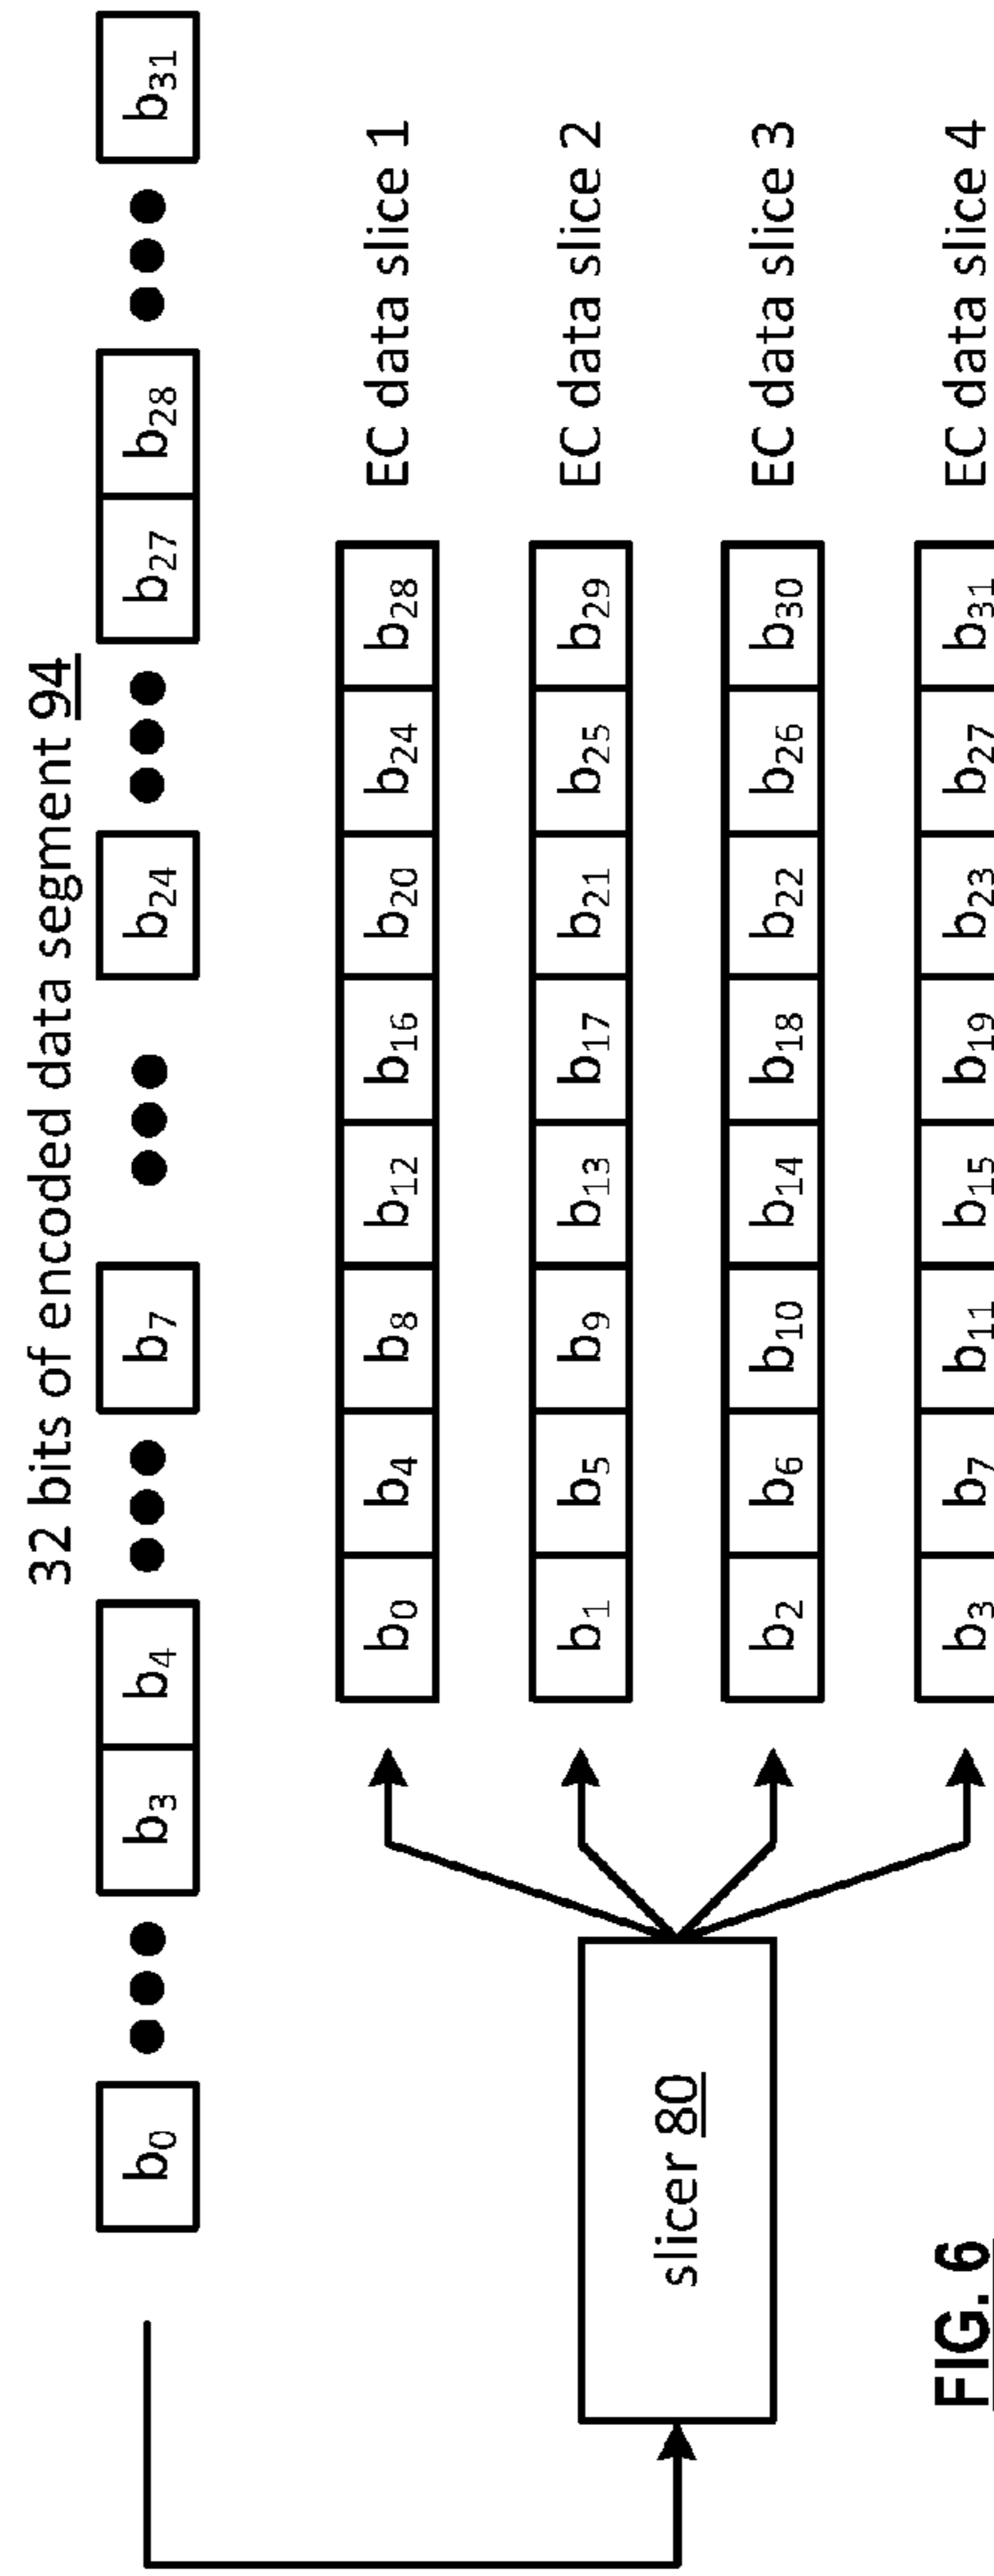 32 bits of encoded data segment 94
b0 ●●● b3 b4 ●●● b7 ●●● b24 ●●● b27 b28 ●●● b31
b0 b4 b8 b12 b16 b20 b24 b28 EC data slice 1
b1 b5 b9 b13 b17 b21 b25 b29 EC data slice 2
slicer 80
b2 b6 b10 b14 b18 b22 b26 b30 EC data slice 3
b3 b7 b11 b15 b19 b23 b27 b31 EC data slice 4
FIG. 6